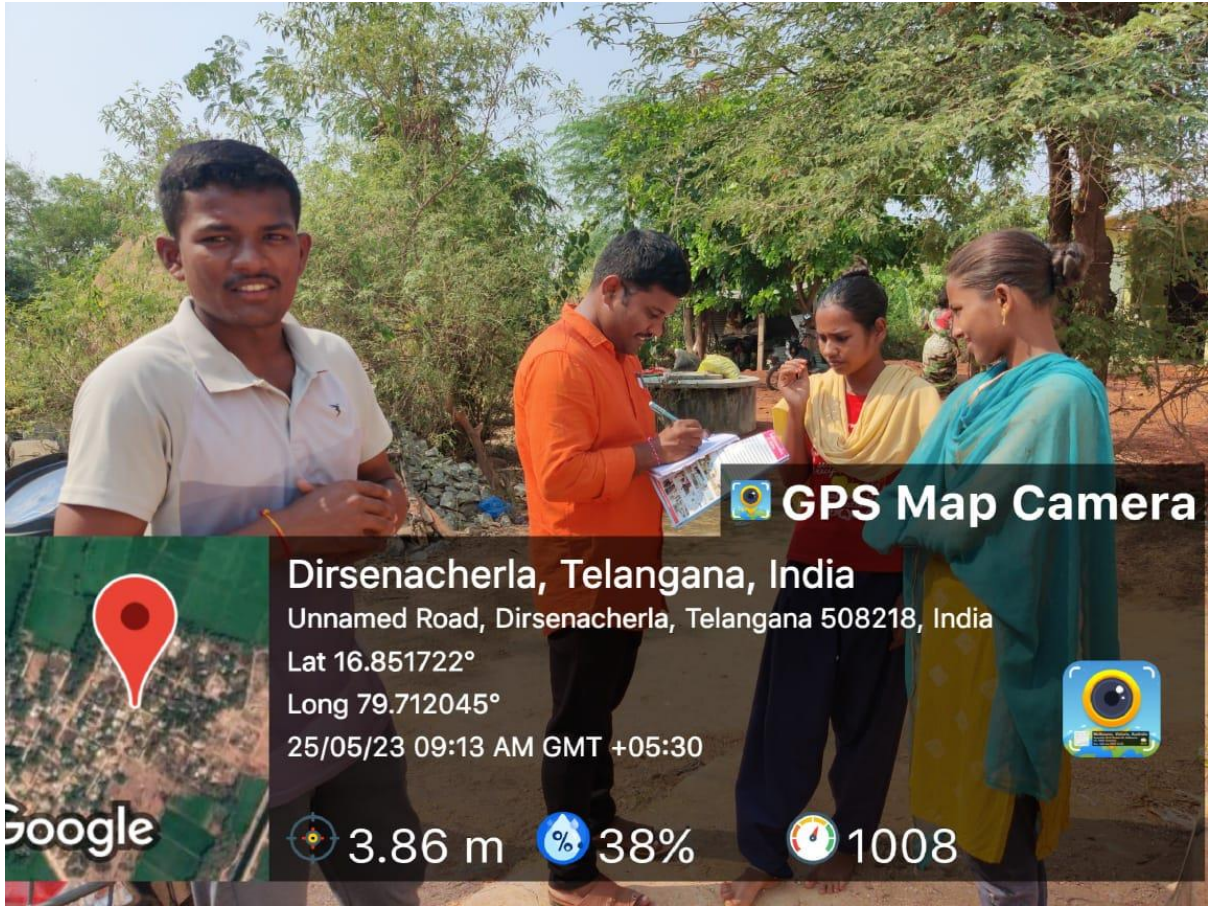 GPS Map Camera
Dirsenacherla, Telangana, India
Unnamed Road, Dirsenacherla, Telangana 508218, India
Lat 16.851722°
Long 79.712045°
25/05/23 09:13 AM GMT +05:30
Google
3.86 m
% 38%
1008